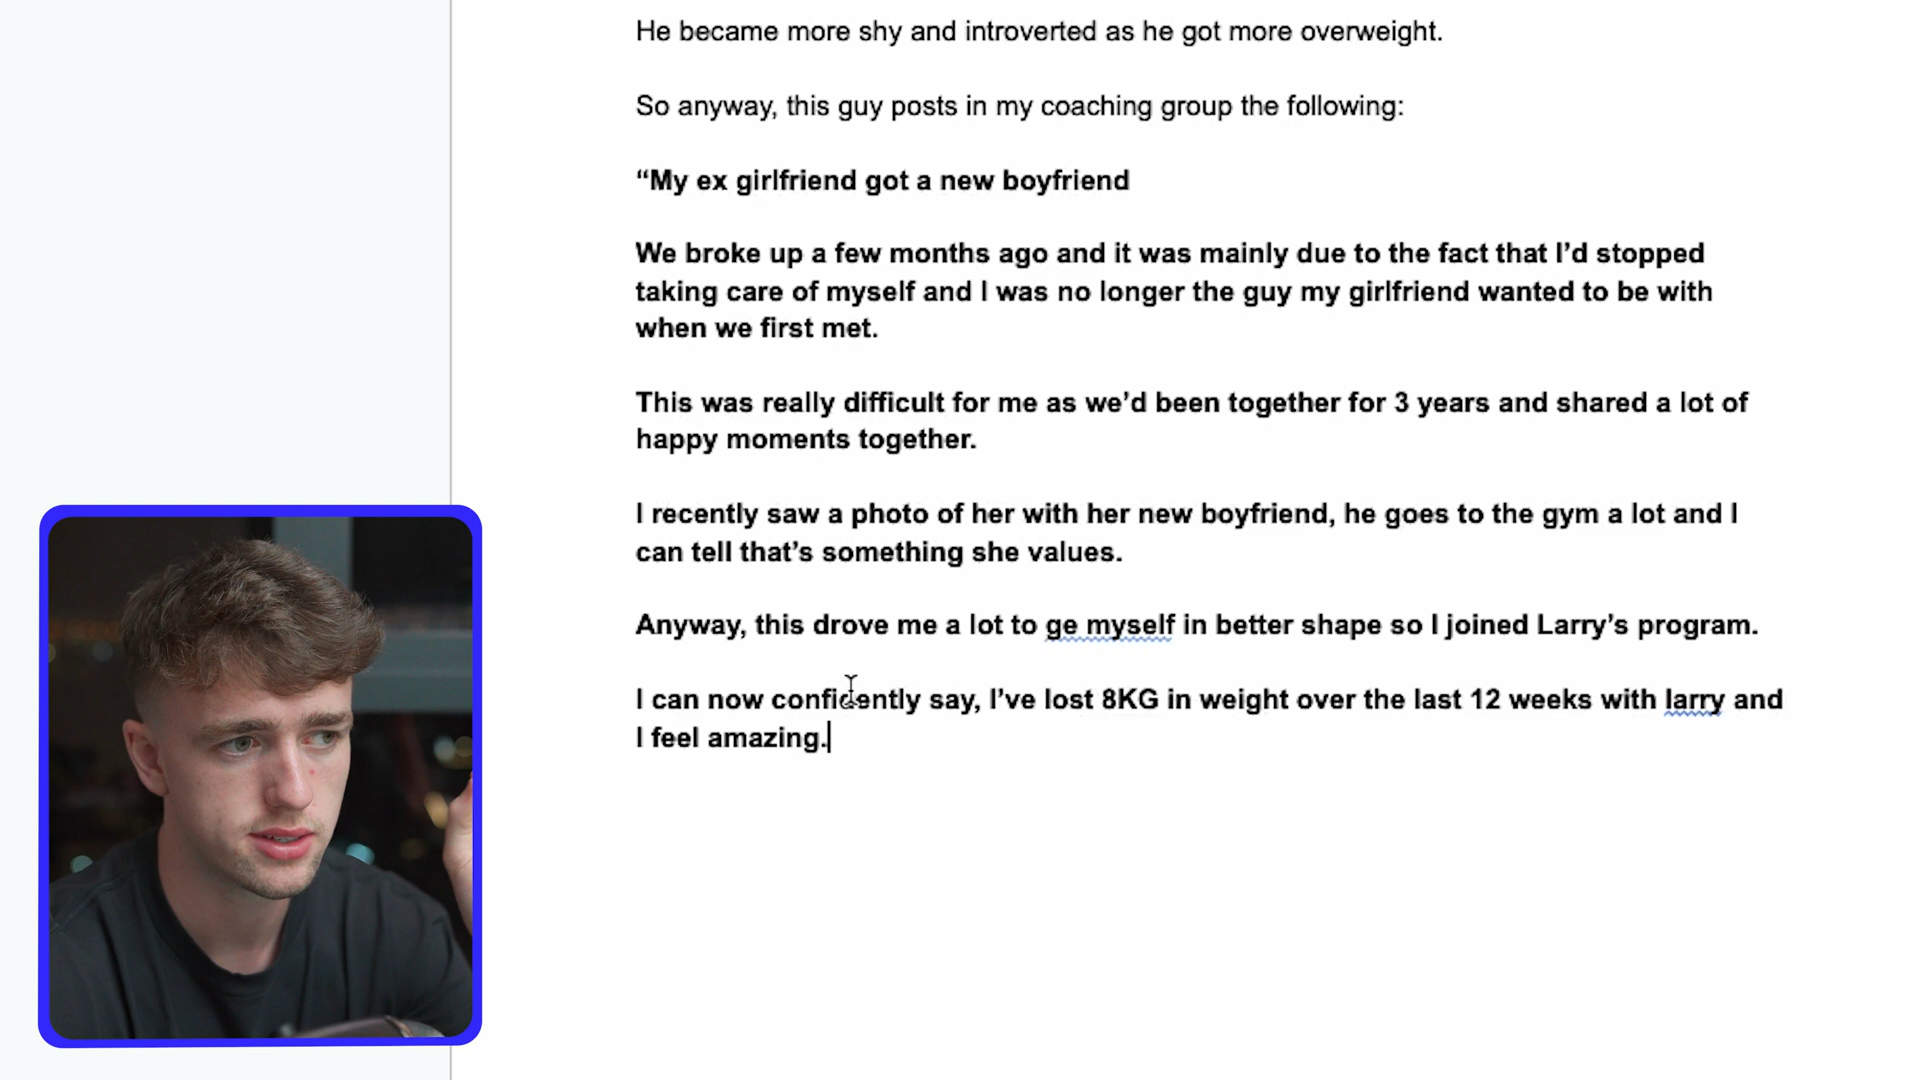 He became more shy and introverted as he got more overweight.
So anyway, this guy posts in my coaching group the following:
“My ex girlfriend got a new boyfriend
We broke up a few months ago and it was mainly due to the fact that I’d stopped
taking care of myself and I was no longer the guy my girlfriend wanted to be with
when we first met.
This was really difficult for me as we’d been together for 3 years and shared a lot of
happy moments together.
I recently saw a photo of her with her new boyfriend, he goes to the gym a lot and I
can tell that’s something she values.
Anyway, this drove me a lot to ge myself in better shape so I joined Larry’s program.
I can now confidently say, I’ve lost 8KG in weight over the last 12 weeks with larry and
I feel amazing.